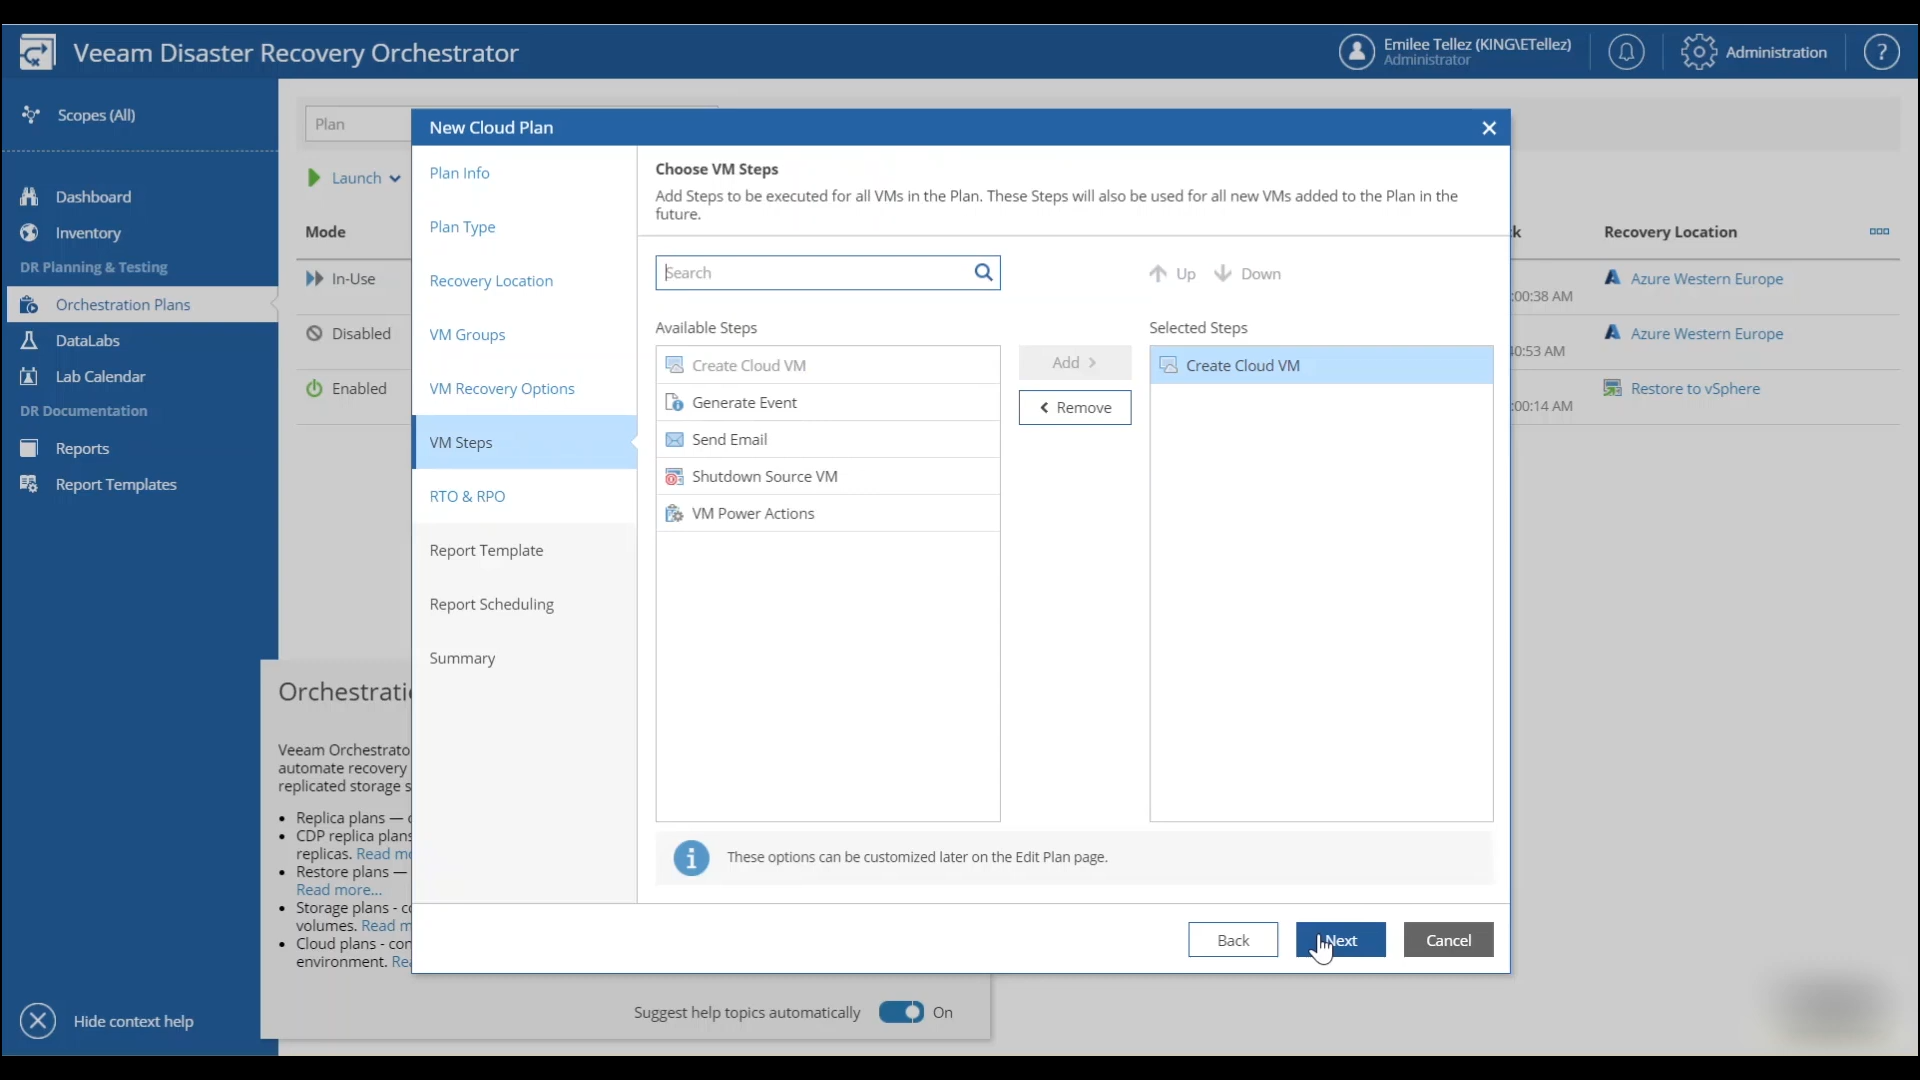 Veeam Disaster Recovery Orchestrator
Emilee Tellez (KING\ETellez)
Administrator
Administration
?
Scopes (All)
Dashboard
Inventory
DR Planning & Testing
Orchestration Plans
DataLabs
Lab Calendar
DR Documentation
Reports
Report Templates
Hide context help
Plan
Launch
Mode
In-Use
Disabled
Enabled
New Cloud Plan
Plan Info
Plan Type
Recovery Location
VM Groups
VM Recovery Options
VM Steps
RTO & RPO
Report Template
Report Scheduling
Summary
Choose VM Steps
Add Steps to be executed for all VMs in the Plan. These Steps will also be used for all new VMs added to the Plan in the
future.
Search
Up
Down
Available Steps
Create Cloud VM
Generate Event
Send Email
Shutdown Source VM
VM Power Actions
Add >
< Remove
Selected Steps
Create Cloud VM
These options can be customized later on the Edit Plan page.
Back
Next
Cancel
k
Recovery Location
:00:38 AM
Azure Western Europe
40:53 AM
Azure Western Europe
:00:14 AM
Restore to vSphere
Orchestrati
Veeam Orchestrato
automate recovery
replicated storage s
• Replica plans — c
• CDP replica plans
replicas. Read mo
• Restore plans —
Read more...
• Storage plans - co
volumes. Read m
• Cloud plans - con
environment. Rea
Suggest help topics automatically
On